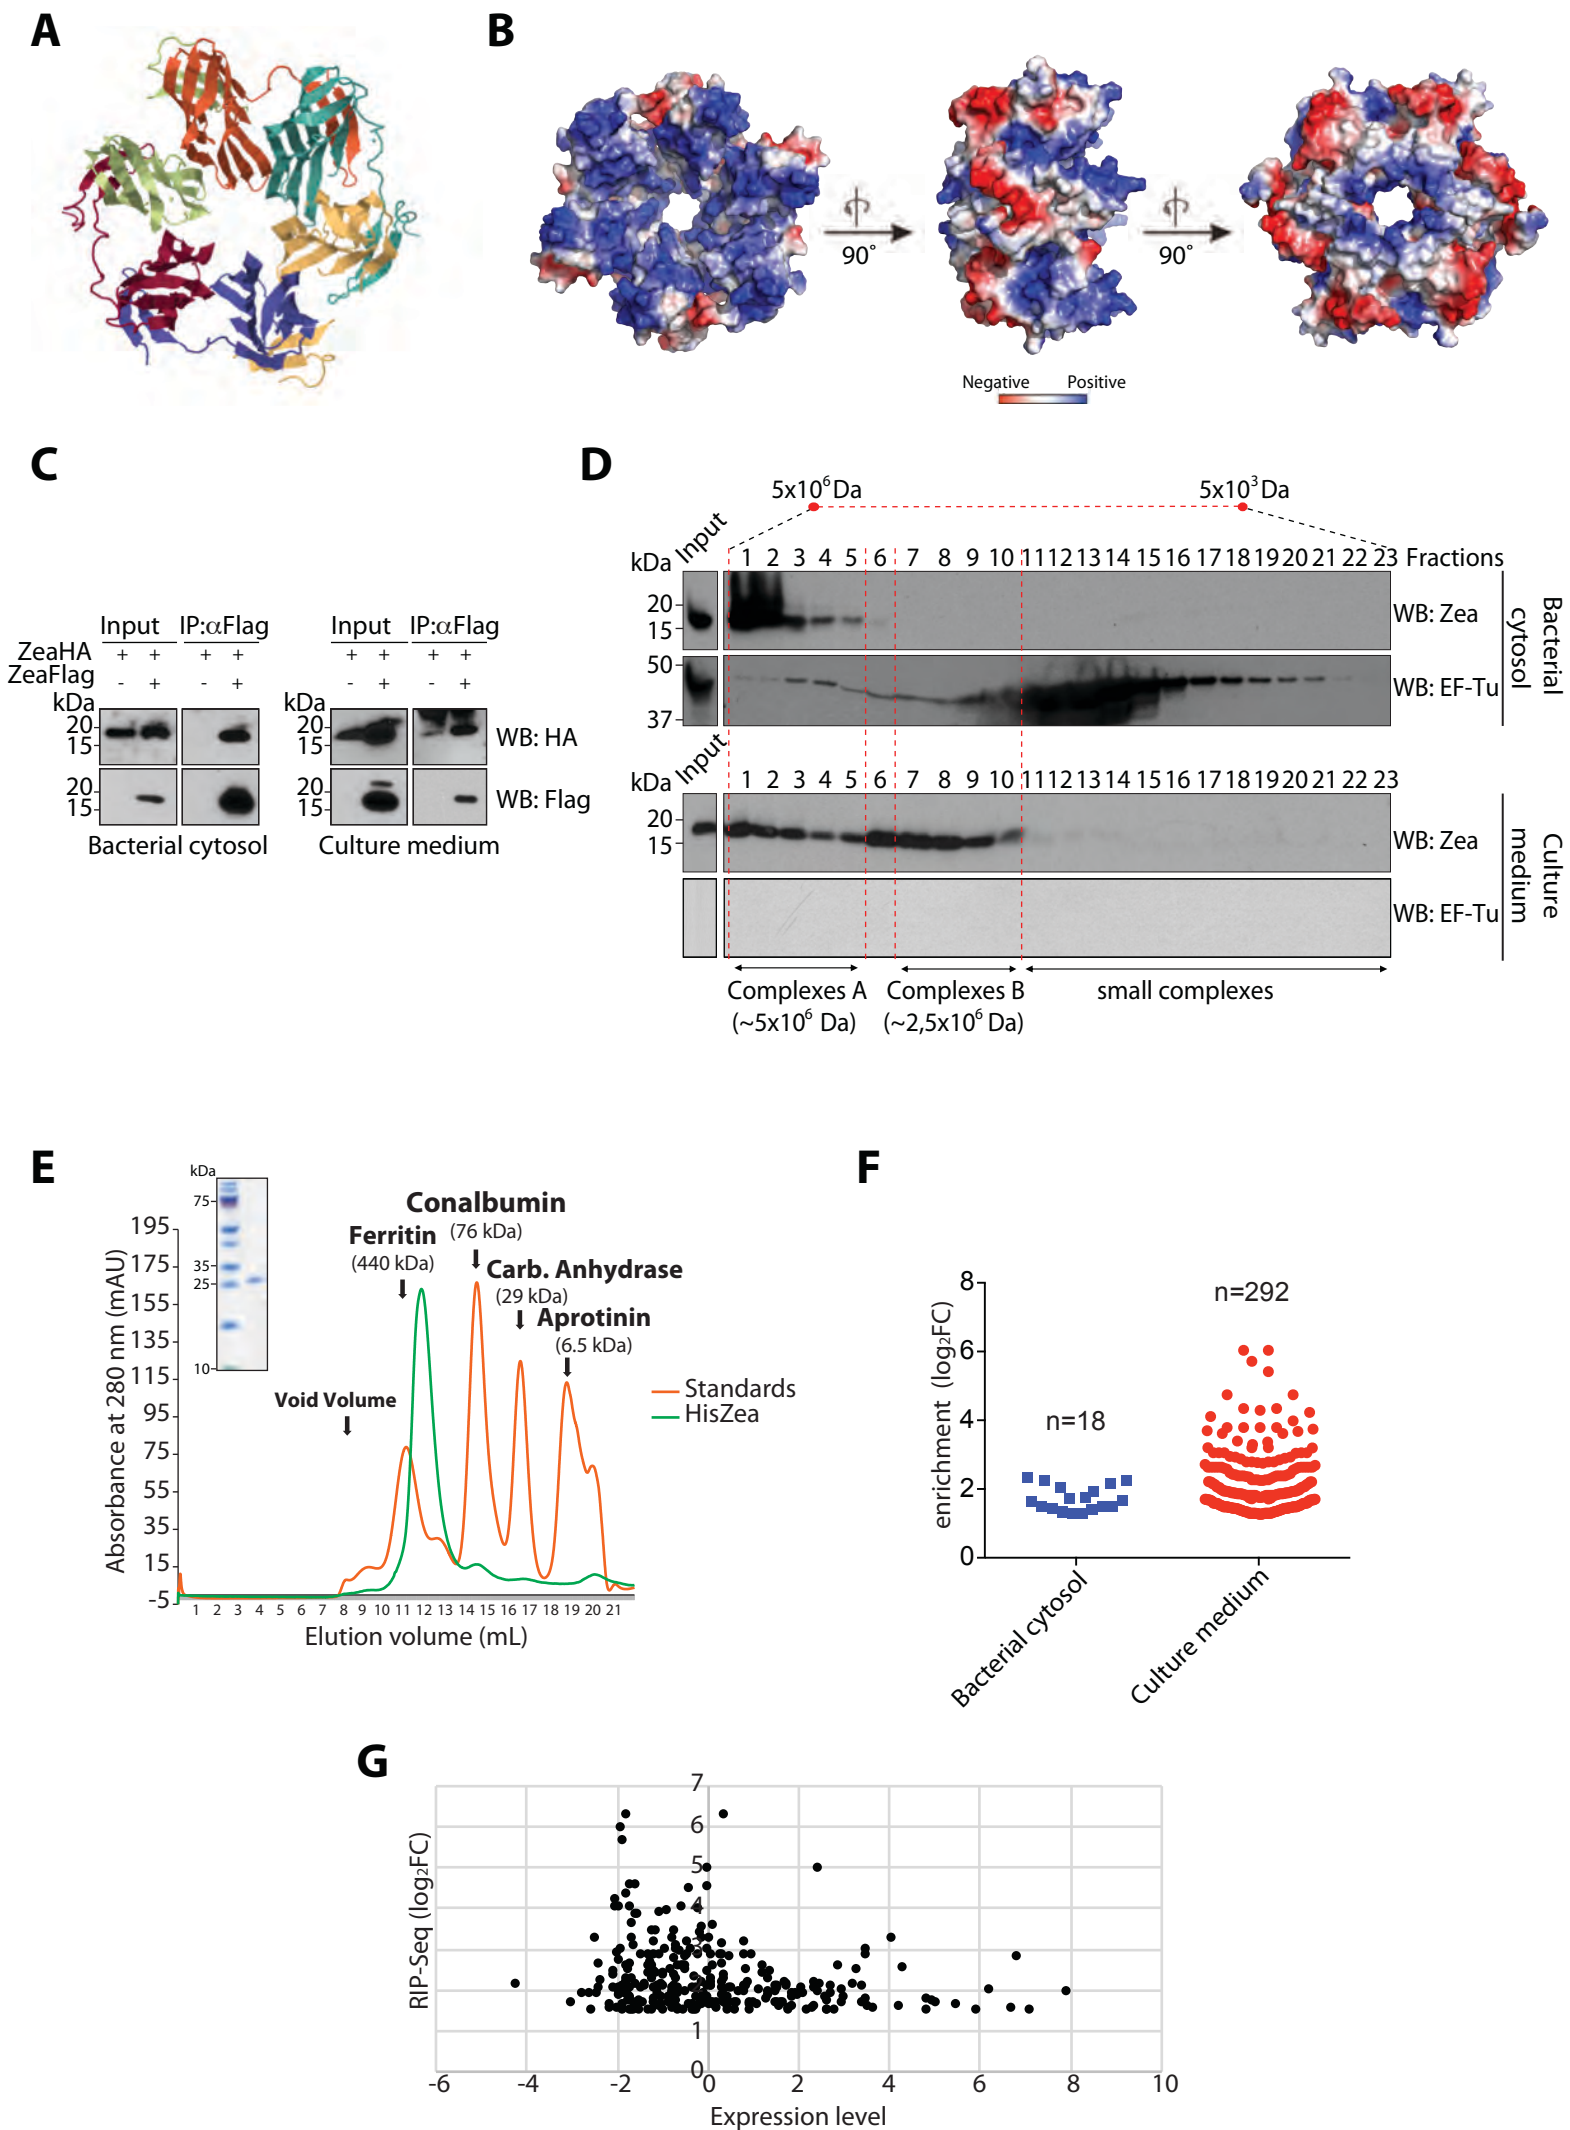 A
B
90°
90°
Negative Positive
C
Input IP:αFlag
ZeaHA + + + +
ZeaFlag - + - +
kDa
20
15
20
15
Bacterial cytosol
Input IP:αFlag
+ + + +
- + - +
kDa
20
15
WB: HA
20
15
WB: Flag
Culture medium
D
5x10⁶ Da 5x10³ Da
kDa Input 1 2 3 4 5 6 7 8 9 10 11 12 13 14 15 16 17 18 19 20 21 22 23 Fractions
20
15
WB: Zea
50
37
WB: EF-Tu
Bacterial
cytosol
kDa Input 1 2 3 4 5 6 7 8 9 10 11 12 13 14 15 16 17 18 19 20 21 22 23
20
15
WB: Zea
WB: EF-Tu
Culture
medium
Complexes A Complexes B small complexes
(~5x10⁶ Da) (~2,5x10⁶ Da)
E
kDa
75
35
25
10
Conalbumin
(76 kDa)
Ferritin
(440 kDa)
Carb. Anhydrase
(29 kDa)
Aprotinin
(6.5 kDa)
Void Volume
Standards
HisZea
Absorbance at 280 nm (mAU)
195
175
155
135
115
95
75
55
35
15
-5
1 2 3 4 5 6 7 8 9 10 11 12 13 14 15 16 17 18 19 20 21
Elution volume (mL)
F
enrichment (log₂FC)
8
6
4
2
0
n=18
n=292
Bacterial cytosol
Culture medium
G
RIP-Seq (log₂FC)
7
6
5
4
1
0
-6 -4 -2 0 2 4 6 8 10
Expression level